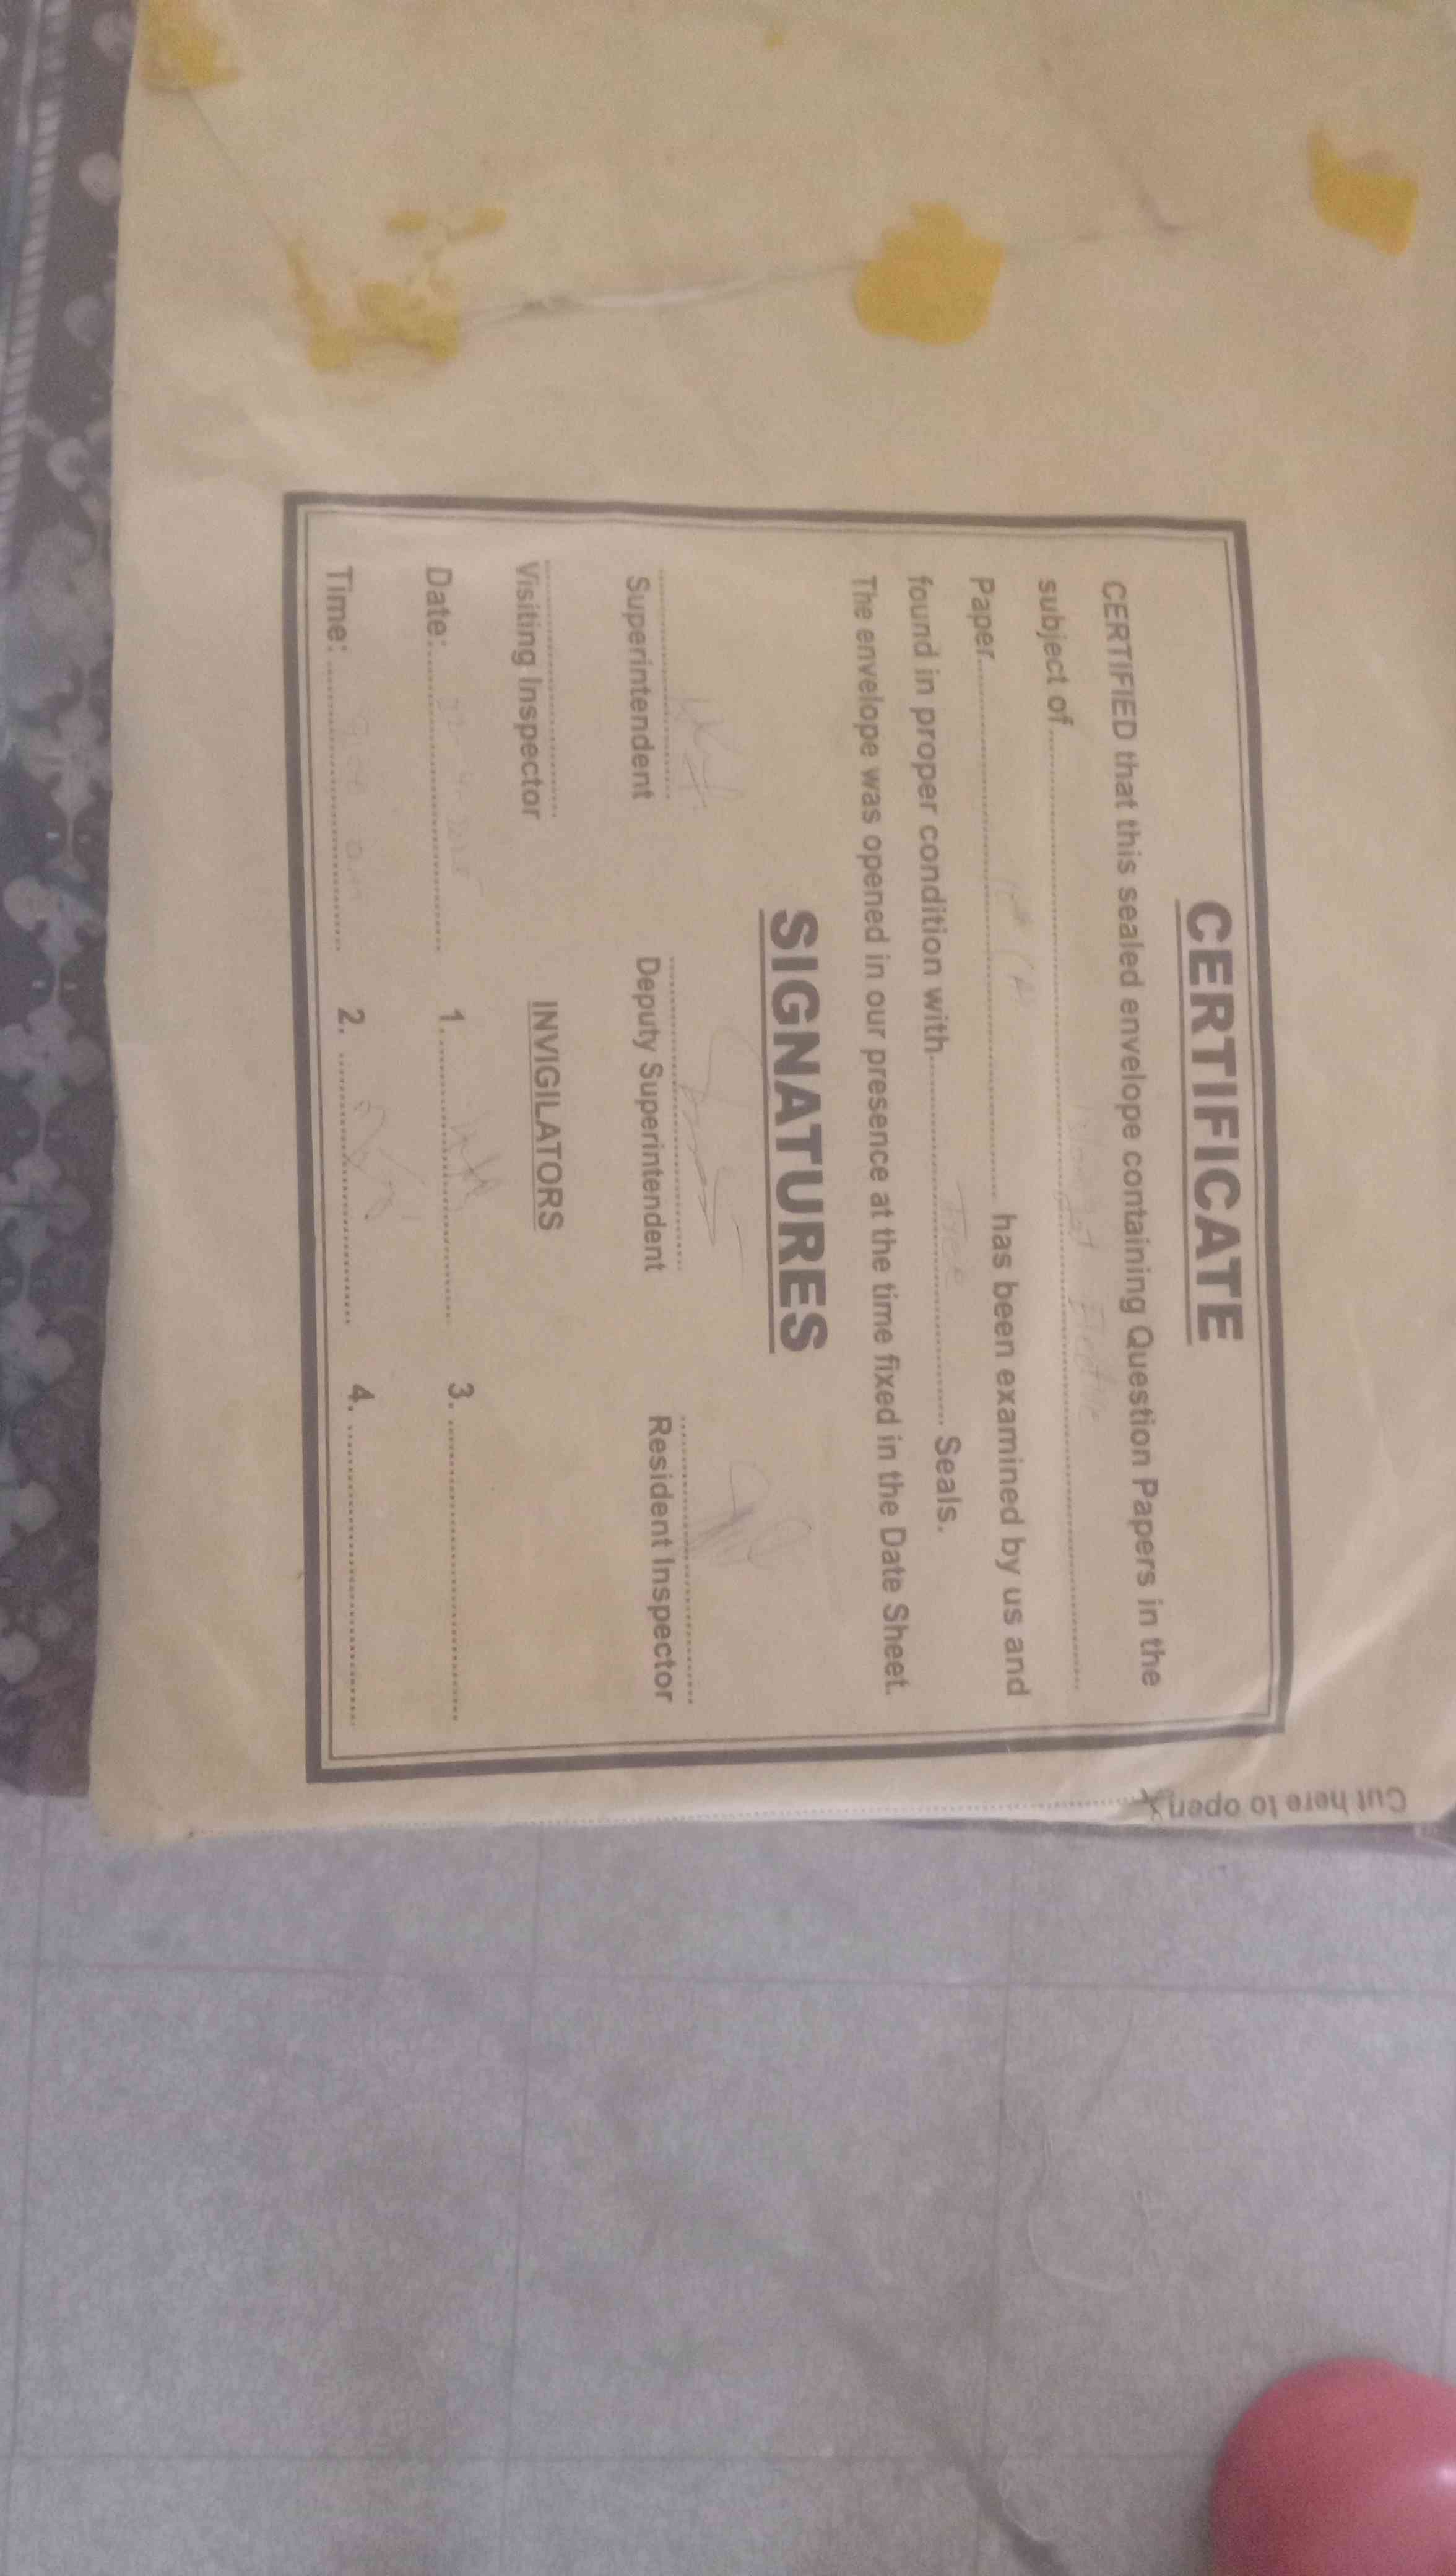 CERTIFICATE
CERTIFIED that this sealed envelope containing Question Papers in the
subject of..........
Paper.......... has been examined by us and
found in proper condition with.......... Seals.
The envelope was opened in our presence at the time fixed in the Date Sheet.
SIGNATURES
Superintendent Deputy Superintendent Resident Inspector
Visiting Inspector INVIGILATORS
Date:.......... 1........... 3...........
Time:.......... 2........... 4...........
Cut here to open